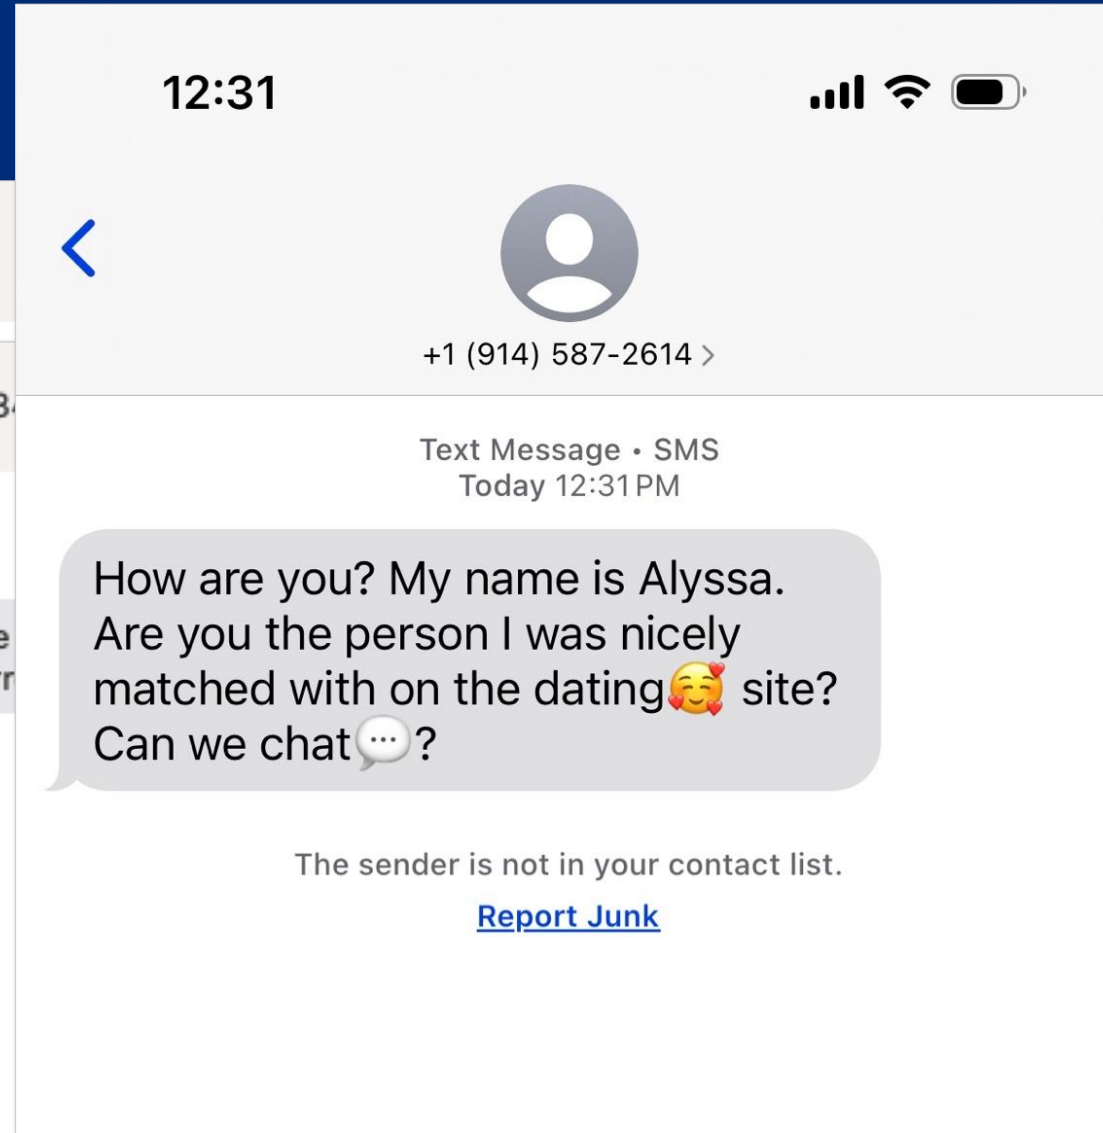 12:31
+1 (914) 587-2614 >
Text Message • SMS
Today 12:31 PM
How are you? My name is Alyssa.
Are you the person I was nicely
matched with on the dating🥰 site?
Can we chat💬?
The sender is not in your contact list.
Report Junk